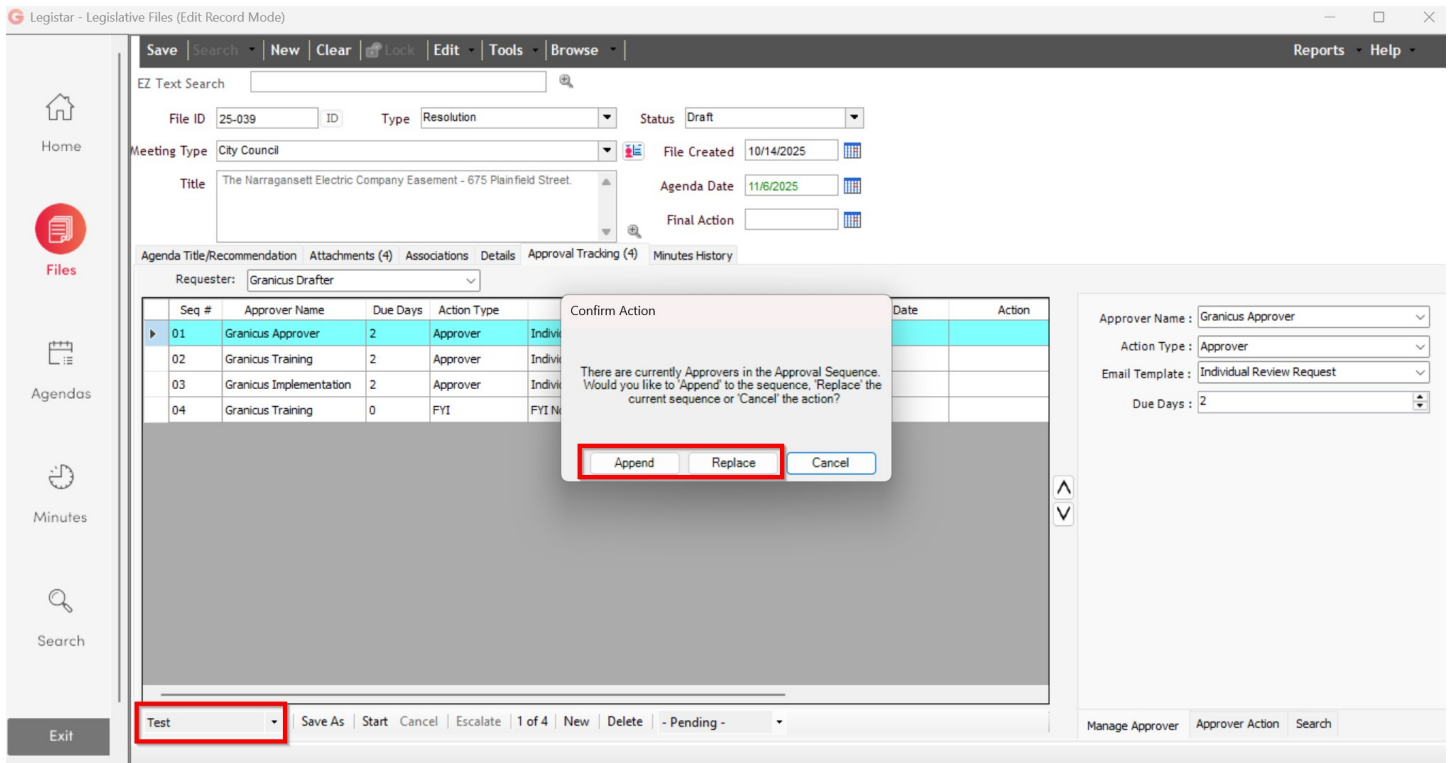 Legistar - Legislative Files (Edit Record Mode)
Save Search New Clear Lock Edit Tools Browse Reports Help
EZ Text Search
File ID 25-039 ID Type Resolution Status Draft
Meeting Type City Council File Created 10/14/2025
Title The Narragansett Electric Company Easement - 675 Plainfield Street. Agenda Date 11/6/2025
Final Action
Agenda Title/Recommendation Attachments (4) Associations Details Approval Tracking (4) Minutes History
Requester: Granicus Drafter
Seq # Approver Name Due Days Action Type Date Action
01 Granicus Approver 2 Approver
02 Granicus Training 2 Approver
03 Granicus Implementation 2 Approver
04 Granicus Training 0 FYI FYI
Confirm Action
There are currently Approvers in the Approval Sequence.
Would you like to 'Append' to the sequence, 'Replace' the
current sequence or 'Cancel' the action?
Append Replace Cancel
Approver Name : Granicus Approver
Action Type : Approver
Email Template : Individual Review Request
Due Days : 2
Test Save As Start Cancel Escalate 1 of 4 New Delete - Pending -
Manage Approver Approver Action Search
Home
Files
Agendas
Minutes
Search
Exit